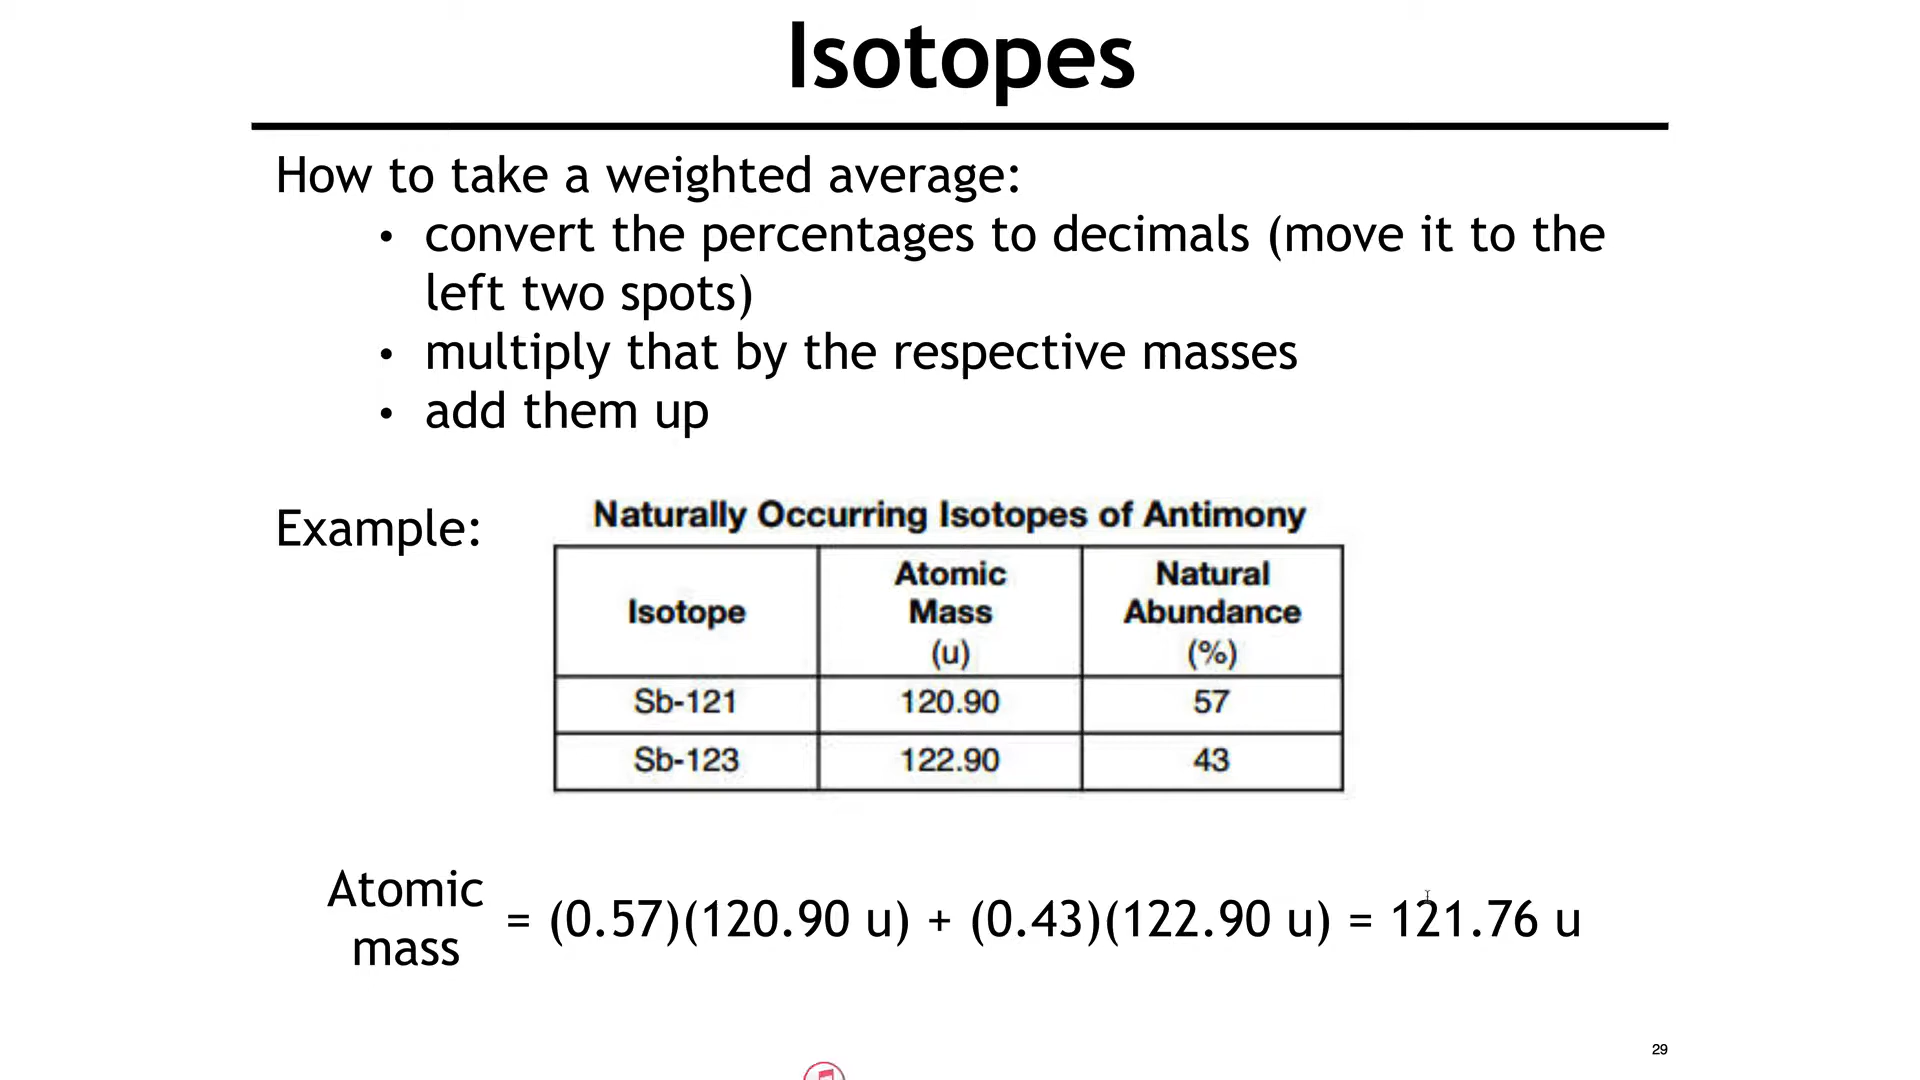 Isotopes
How to take a weighted average:
• convert the percentages to decimals (move it to the
left two spots)
• multiply that by the respective masses
• add them up
Example:
Naturally Occurring Isotopes of Antimony
Isotope
Atomic
Mass
(u)
Natural
Abundance
(%)
Sb-121 120.90 57
Sb-123 122.90 43
Atomic
mass
= (0.57)(120.90 u) + (0.43)(122.90 u) = 121.76 u
29